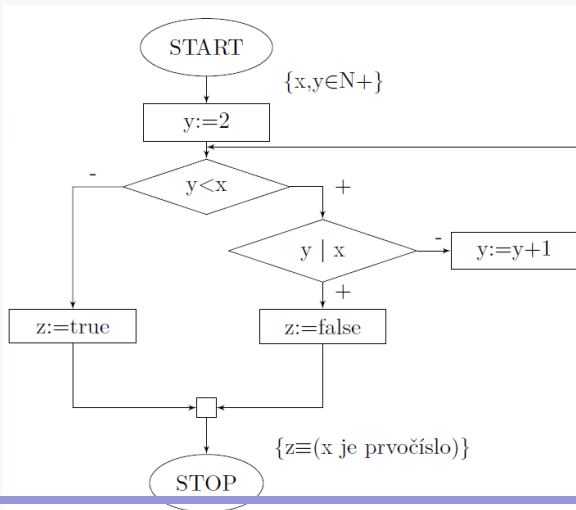 START
{x,y∈N+}
y:=2
-
y<x
+
y | x
-
y:=y+1
+
z:=true
z:=false
{z≡(x je prvočíslo)}
STOP